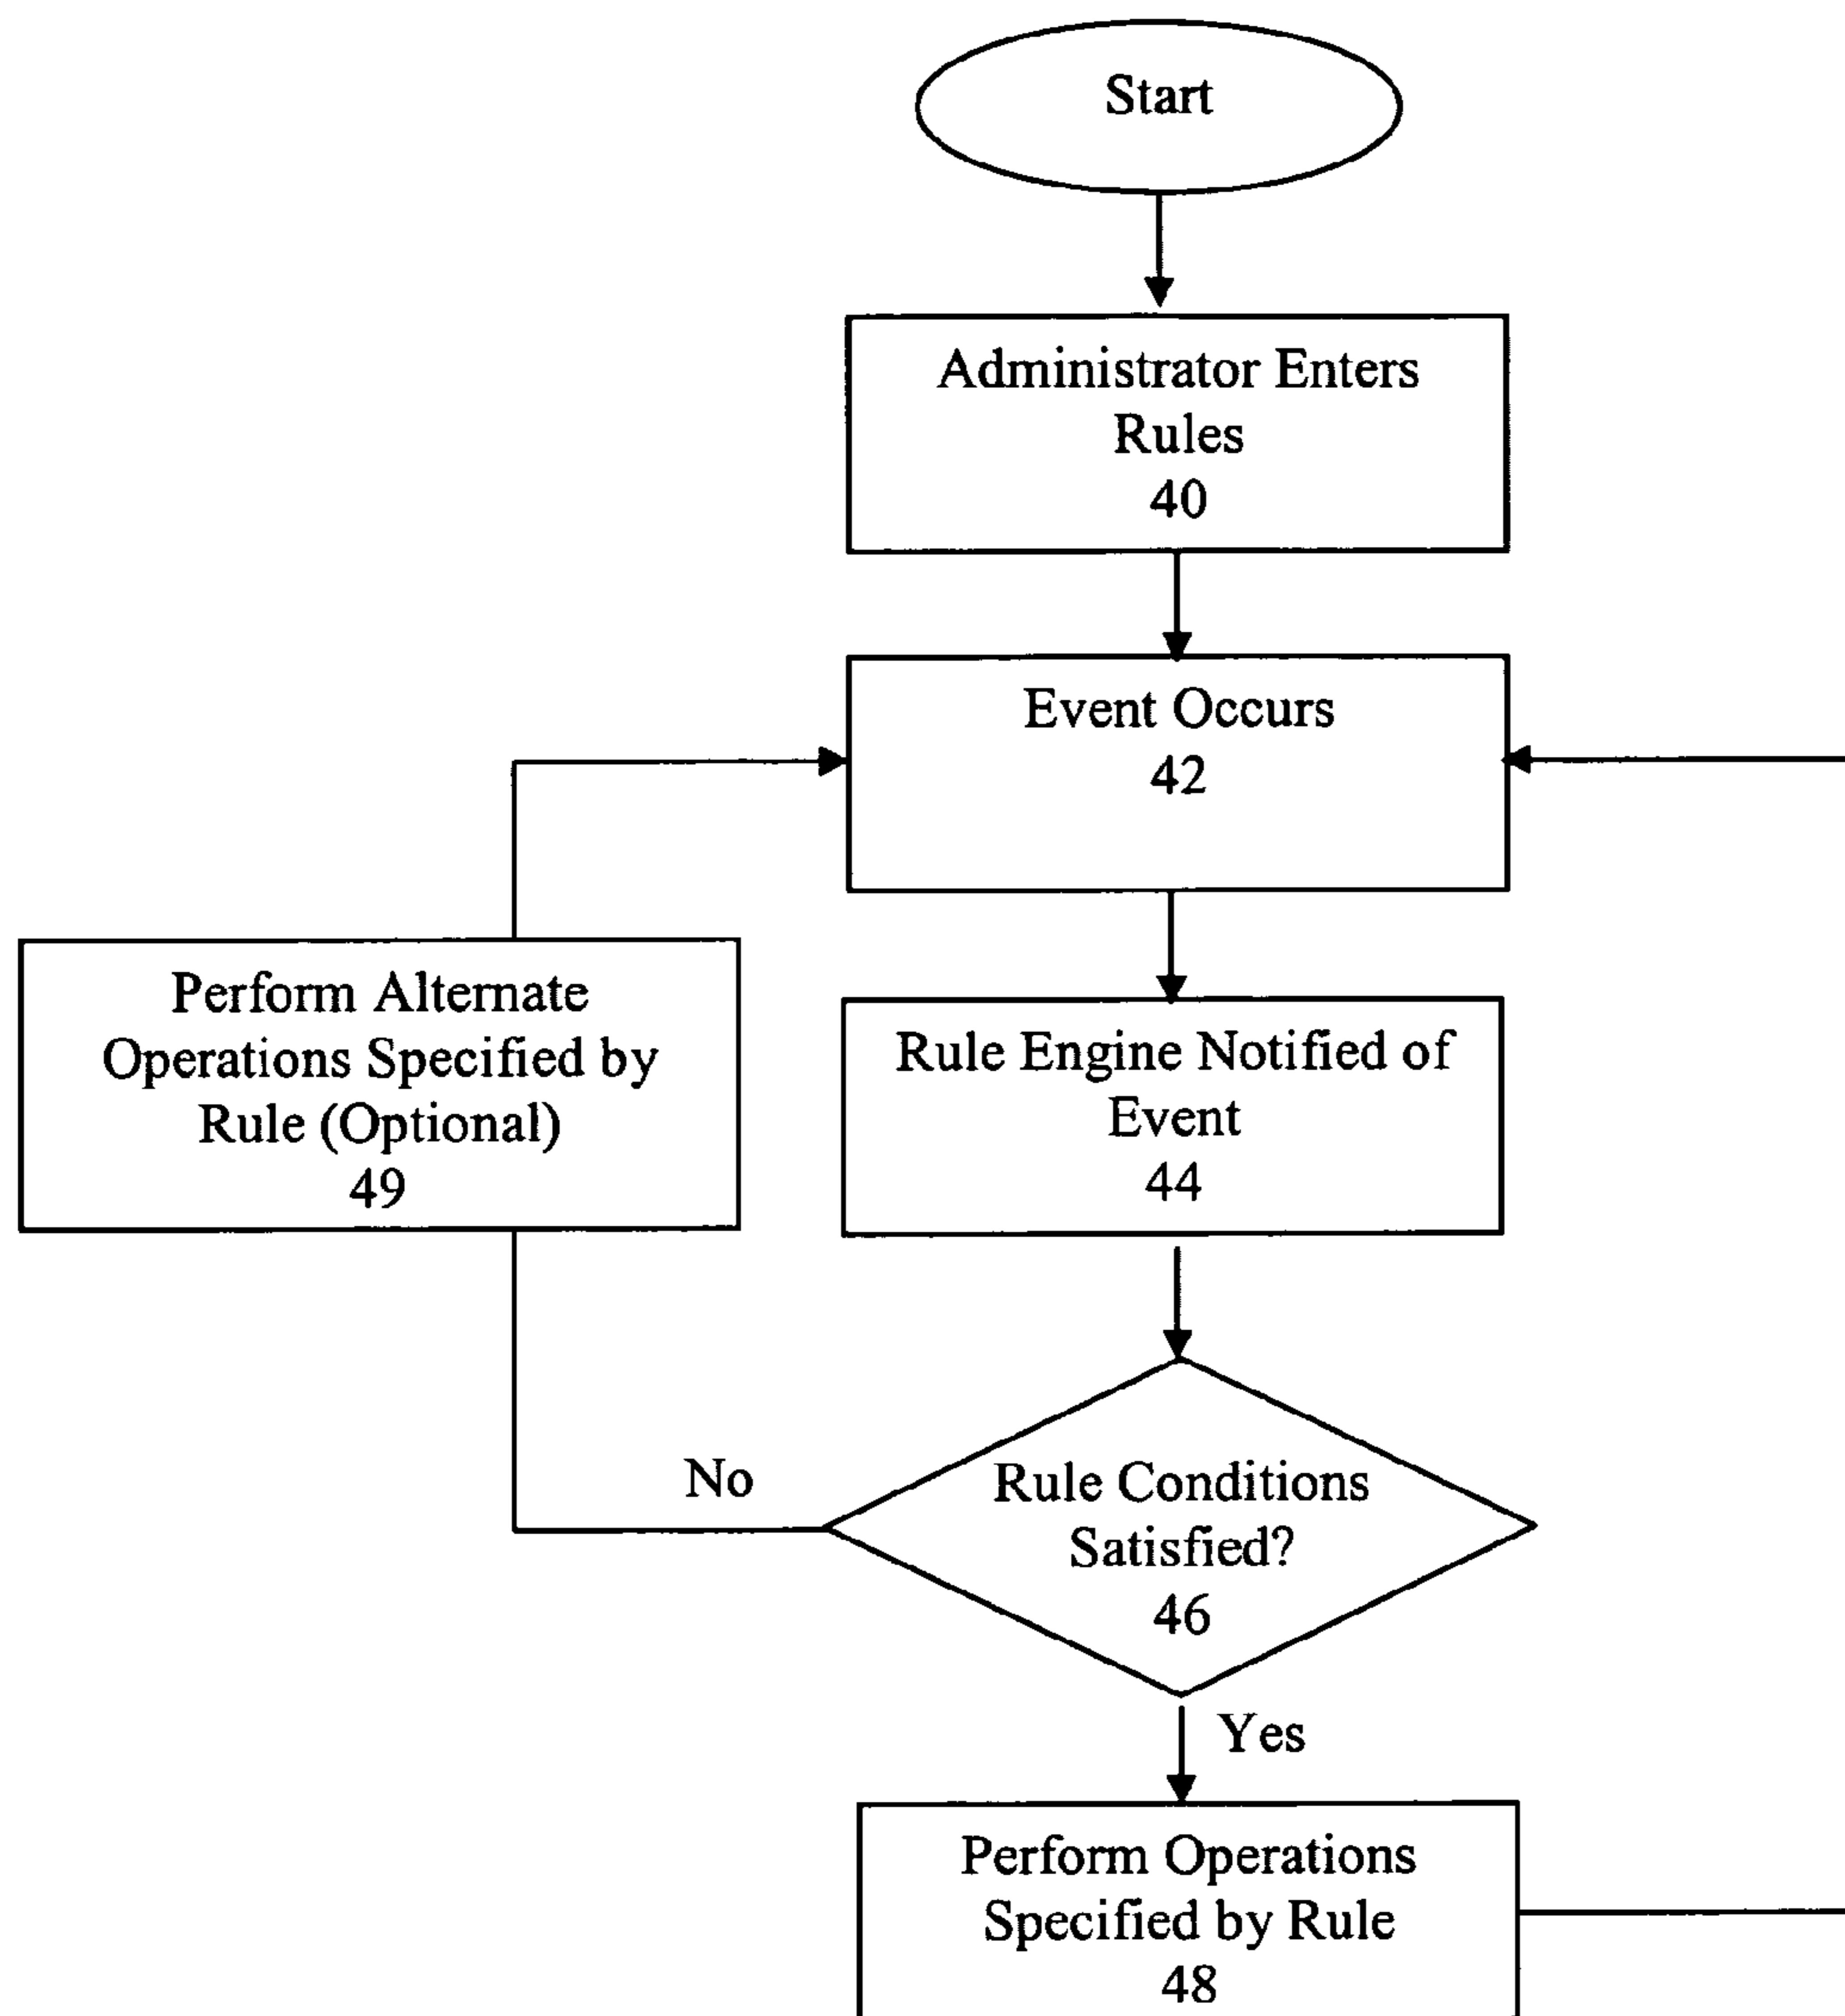 Start
Administrator Enters
Rules
40
Event Occurs
42
Perform Alternate
Operations Specified by
Rule (Optional)
49
Rule Engine Notified of
Event
44
No
Rule Conditions
Satisfied?
46
Yes
Perform Operations
Specified by Rule
48